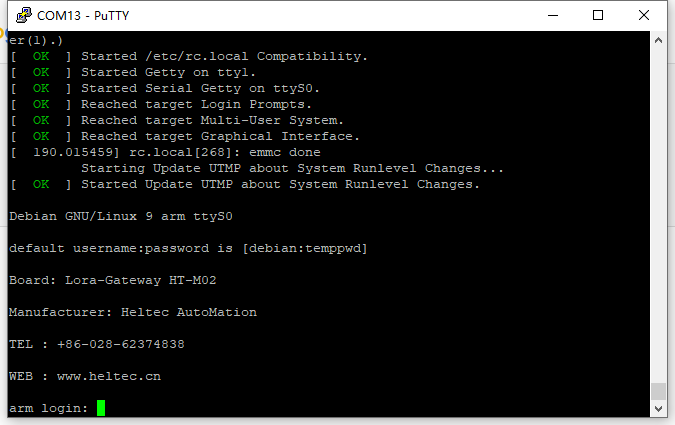 COM13 - PuTTY
er(1).)
[  OK  ] Started /etc/rc.local Compatibility.
[  OK  ] Started Getty on tty1.
[  OK  ] Started Serial Getty on ttyS0.
[  OK  ] Reached target Login Prompts.
[  OK  ] Reached target Multi-User System.
[  OK  ] Reached target Graphical Interface.
[  190.015459] rc.local[268]: emmc done
         Starting Update UTMP about System Runlevel Changes...
[  OK  ] Started Update UTMP about System Runlevel Changes.
Debian GNU/Linux 9 arm ttyS0
default username:password is [debian:temppwd]
Board: Lora-Gateway HT-M02
Manufacturer: Heltec AutoMation
TEL : +86-028-62374838
WEB : www.heltec.cn
arm login: